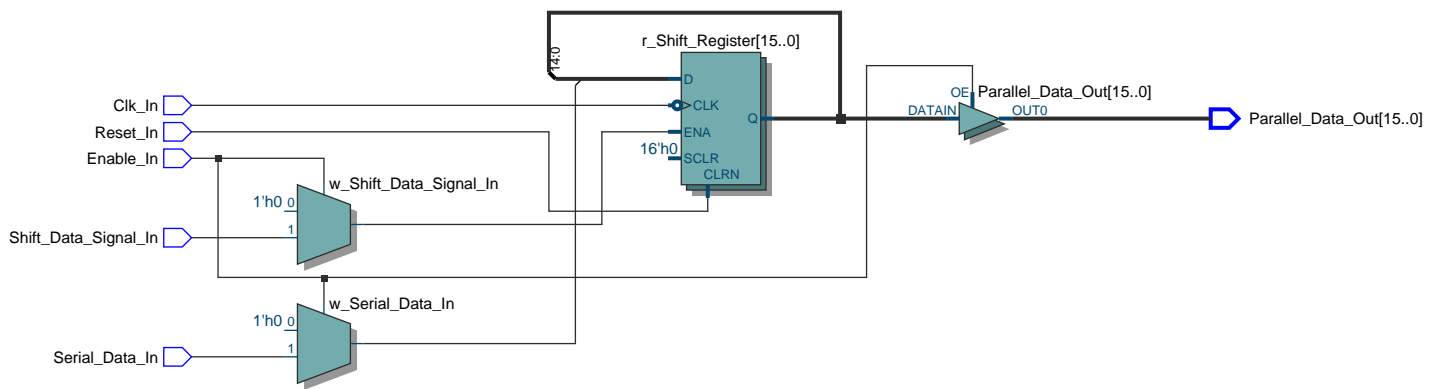 r_Shift_Register[15..0]
14:0
D
Clk_In
CLK
Reset_In
ENA
Enable_In
16'h0
SCLR
CLRN
Q
OE
Parallel_Data_Out[15..0]
DATAIN
OUT0
Parallel_Data_Out[15..0]
w_Shift_Data_Signal_In
1'h0 0
1
Shift_Data_Signal_In
w_Serial_Data_In
1'h0 0
1
Serial_Data_In